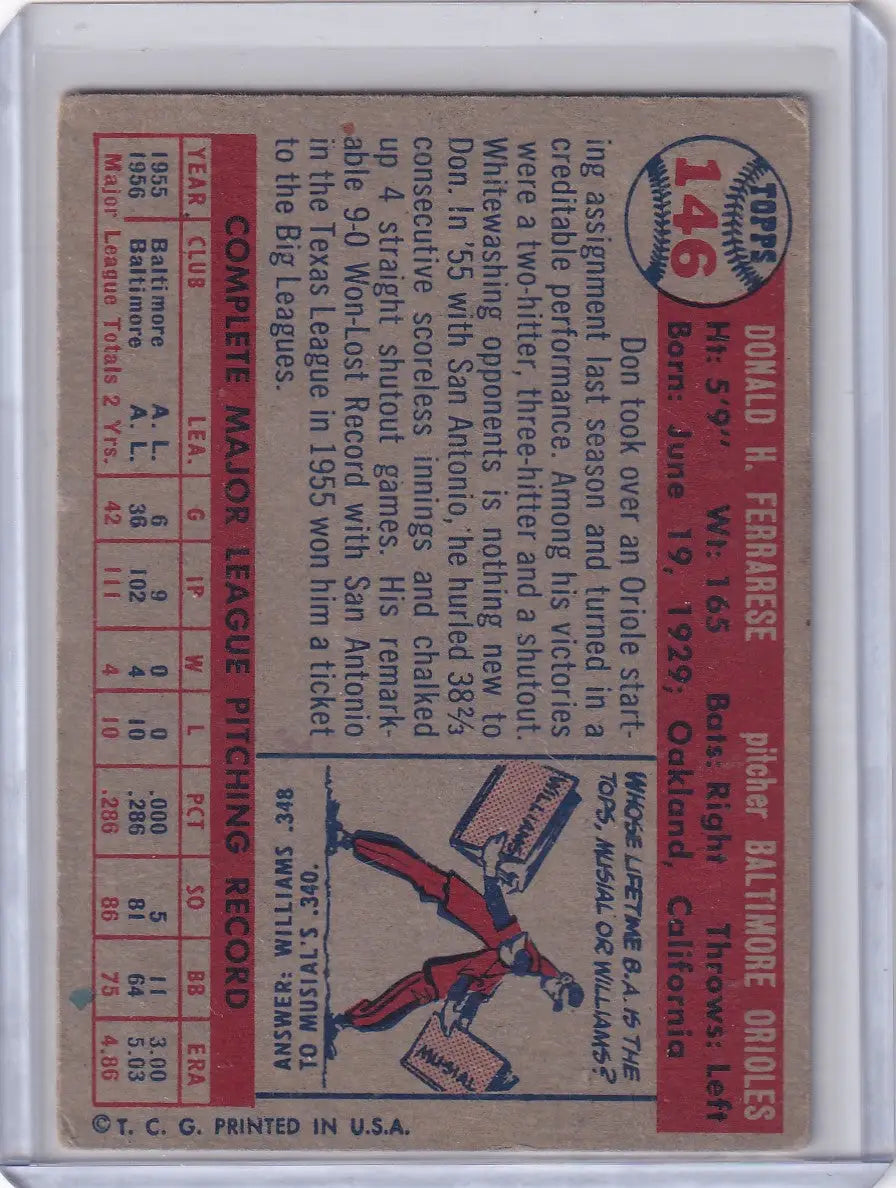 TOPPS
146
DONALD H. FERRARESE pitcher BALTIMORE ORIOLES
Ht: 5'9" Wt: 165 Bats: Right Throws: Left
Born: June 19, 1929; Oakland, California
Don took over an Oriole start-
ing assignment last season and turned in a
creditable performance. Among his victories
were a two-hitter, three-hitter and a shutout.
Whitewashing opponents is nothing new to
Don. In '55 with San Antonio, he hurled 38⅔
consecutive scoreless innings and chalked
up 4 straight shutout games. His remark-
able 9-0 Won-Lost Record with San Antonio
in the Texas League in 1955 won him a ticket
to the Big Leagues.
WHOSE LIFETIME B.A. IS THE
TOPS, MUSIAL OR WILLIAMS?
WILLIAMS
MUSIAL
ANSWER: WILLIAMS .348
TO MUSIAL'S .340.
COMPLETE MAJOR LEAGUE PITCHING RECORD
YEAR CLUB LEA. G IP W L PCT SO BB ERA
1955 Baltimore A. L. 6 9 0 0 .000 5 11 3.00
1956 Baltimore A. L. 36 102 4 10 .286 81 64 5.03
Major League Totals 2 Yrs. 42 111 4 10 .286 86 75 4.86
© T. C. G. PRINTED IN U.S.A.